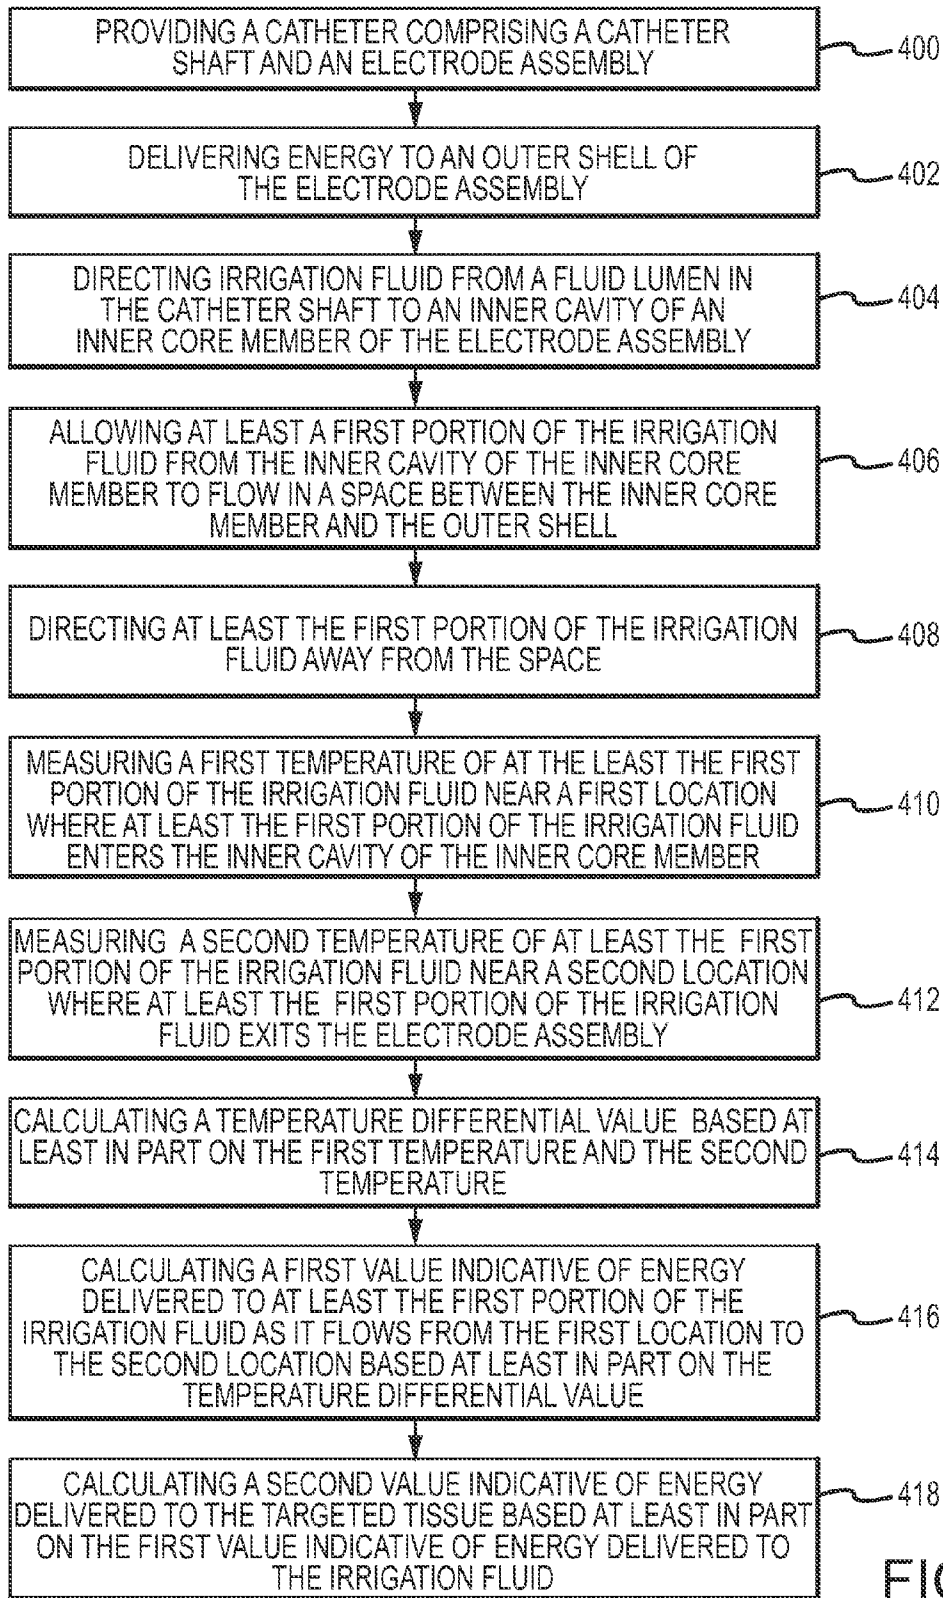 PROVIDING A CATHETER COMPRISING A CATHETER
SHAFT AND AN ELECTRODE ASSEMBLY
400
DELIVERING ENERGY TO AN OUTER SHELL OF
THE ELECTRODE ASSEMBLY
402
DIRECTING IRRIGATION FLUID FROM A FLUID LUMEN IN
THE CATHETER SHAFT TO AN INNER CAVITY OF AN
INNER CORE MEMBER OF THE ELECTRODE ASSEMBLY
404
ALLOWING AT LEAST A FIRST PORTION OF THE IRRIGATION
FLUID FROM THE INNER CAVITY OF THE INNER CORE
MEMBER TO FLOW IN A SPACE BETWEEN THE INNER CORE
MEMBER AND THE OUTER SHELL
406
DIRECTING AT LEAST THE FIRST PORTION OF THE IRRIGATION
FLUID AWAY FROM THE SPACE
408
MEASURING A FIRST TEMPERATURE OF AT THE LEAST THE FIRST
PORTION OF THE IRRIGATION FLUID NEAR A FIRST LOCATION
WHERE AT LEAST THE FIRST PORTION OF THE IRRIGATION FLUID
ENTERS THE INNER CAVITY OF THE INNER CORE MEMBER
410
MEASURING A SECOND TEMPERATURE OF AT LEAST THE FIRST
PORTION OF THE IRRIGATION FLUID NEAR A SECOND LOCATION
WHERE AT LEAST THE FIRST PORTION OF THE IRRIGATION
FLUID EXITS THE ELECTRODE ASSEMBLY
412
CALCULATING A TEMPERATURE DIFFERENTIAL VALUE BASED AT
LEAST IN PART ON THE FIRST TEMPERATURE AND THE SECOND
TEMPERATURE
414
CALCULATING A FIRST VALUE INDICATIVE OF ENERGY
DELIVERED TO AT LEAST THE FIRST PORTION OF THE
IRRIGATION FLUID AS IT FLOWS FROM THE FIRST LOCATION TO
THE SECOND LOCATION BASED AT LEAST IN PART ON THE
TEMPERATURE DIFFERENTIAL VALUE
416
CALCULATING A SECOND VALUE INDICATIVE OF ENERGY
DELIVERED TO THE TARGETED TISSUE BASED AT LEAST IN PART
ON THE FIRST VALUE INDICATIVE OF ENERGY DELIVERED TO
THE IRRIGATION FLUID
418